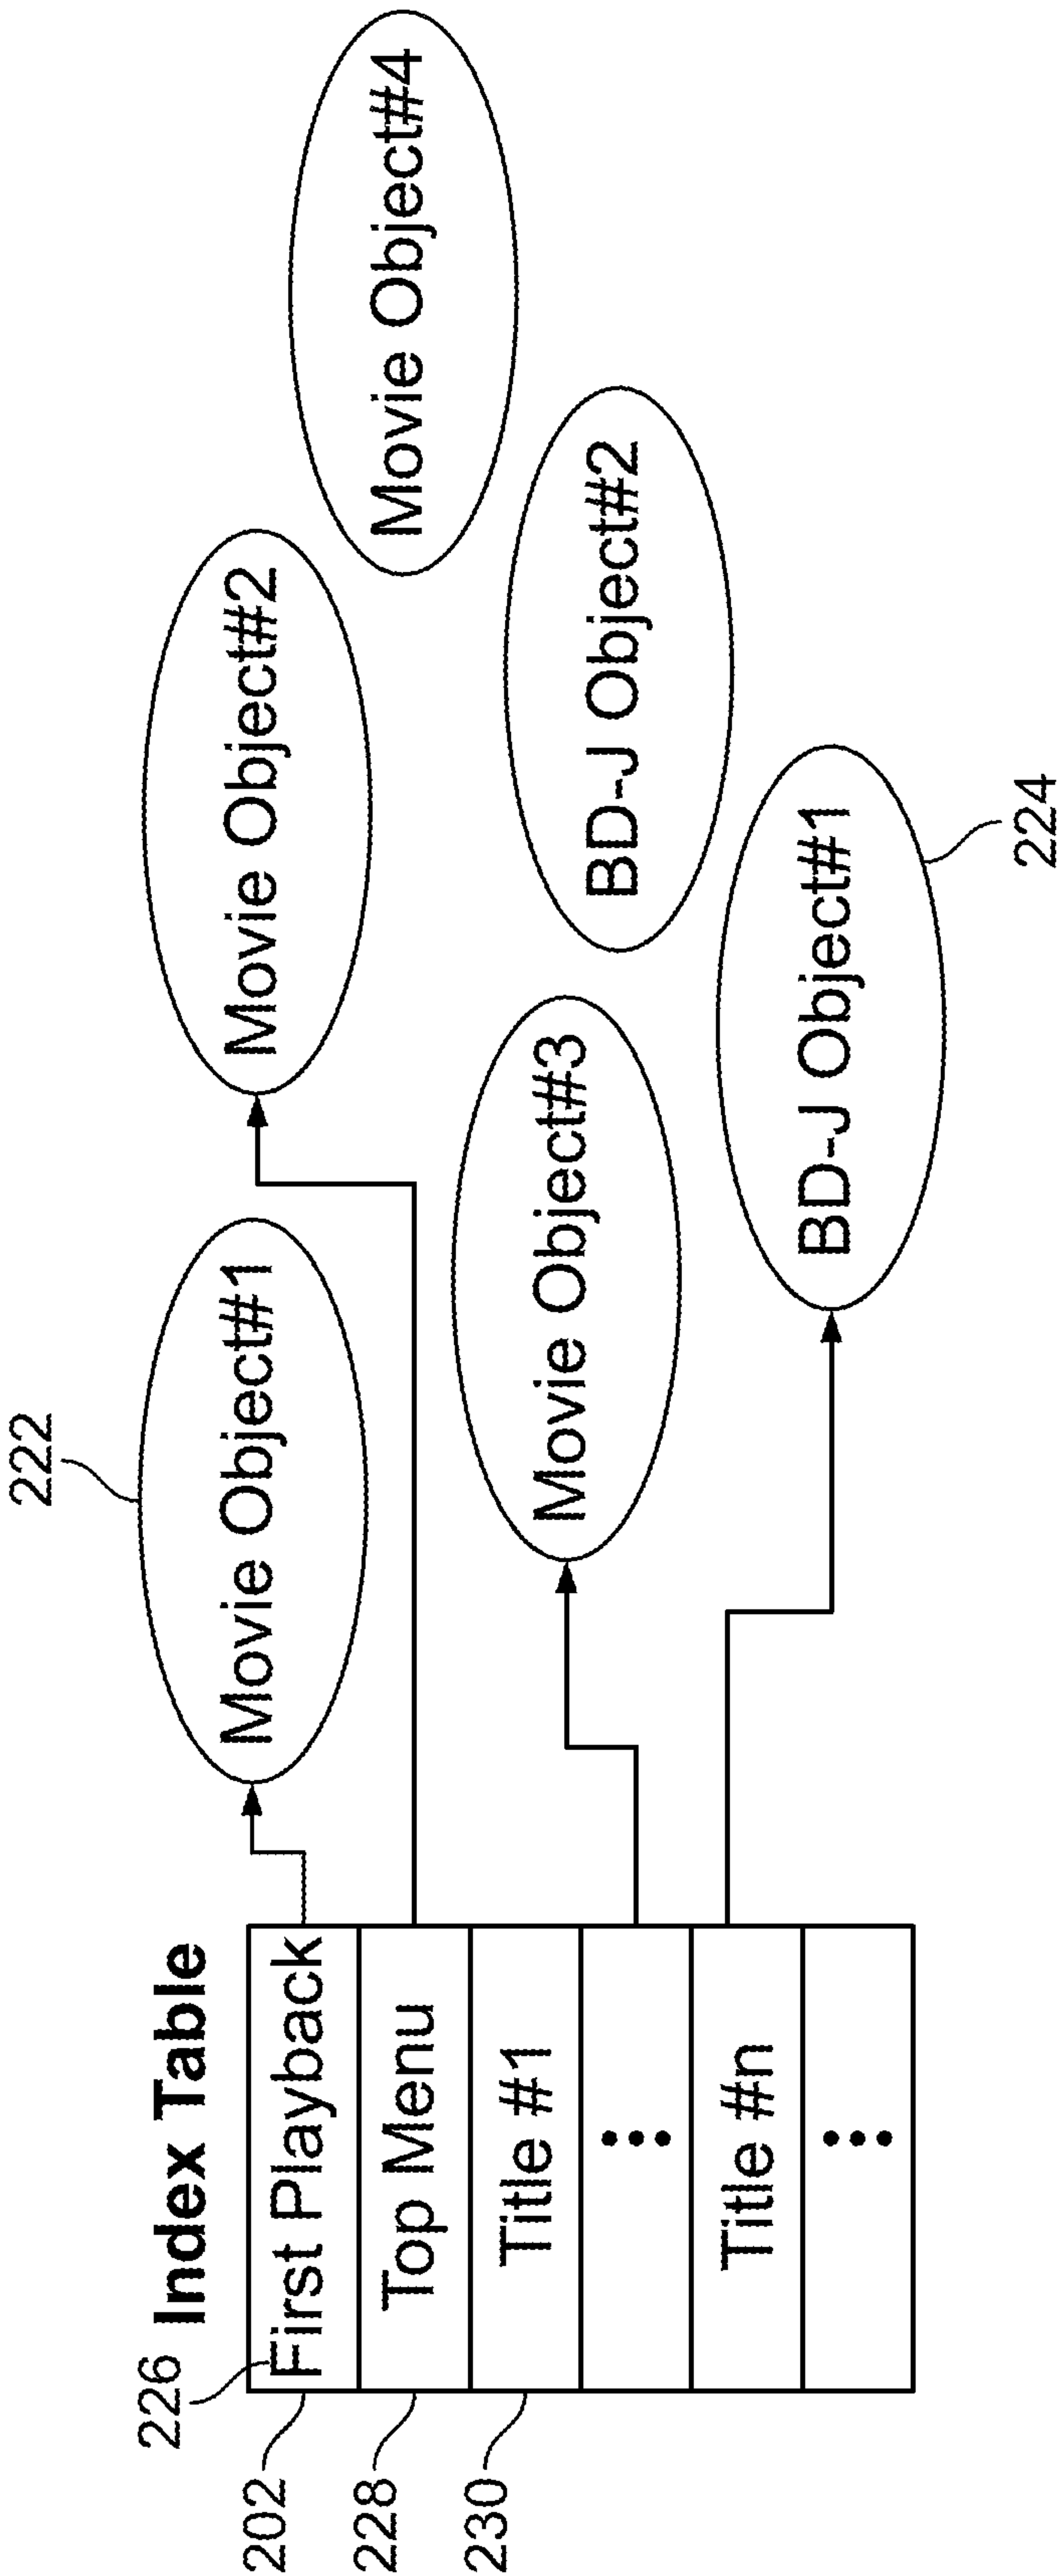 222
226
Index Table
202
First Playback
Movie Object#1
Movie Object#2
Movie Object#4
228
Top Menu
230
Title #1
⋮
Movie Object#3
BD-J Object#2
Title #n
⋮
BD-J Object#1
224